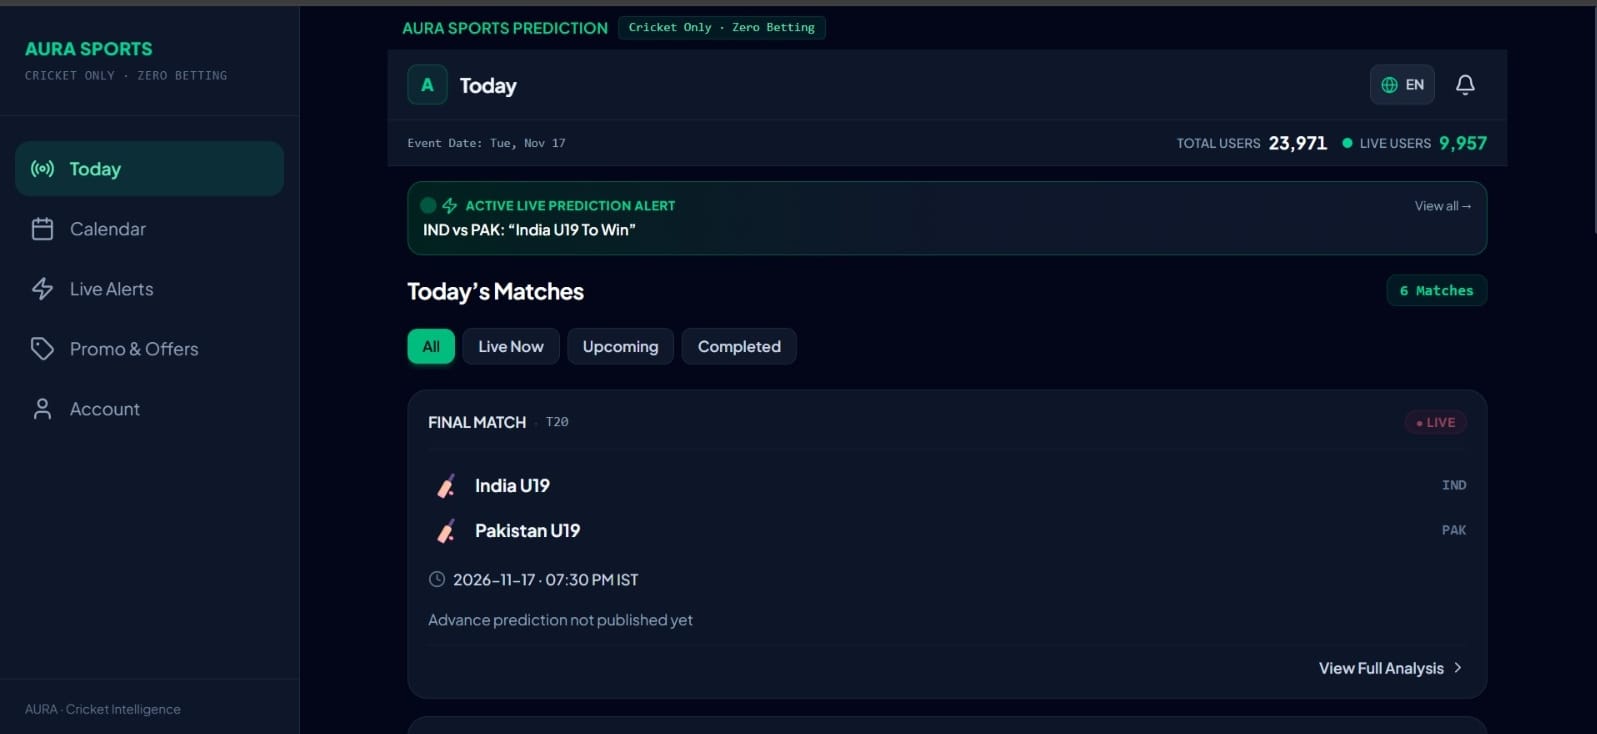 AURA SPORTS
CRICKET ONLY · ZERO BETTING
Today
Calendar
Live Alerts
Promo & Offers
Account
AURA · Cricket Intelligence
AURA SPORTS PREDICTION
Cricket Only · Zero Betting
A
Today
EN
Event Date: Tue, Nov 17
TOTAL USERS 23,971 LIVE USERS 9,957
ACTIVE LIVE PREDICTION ALERT
View all →
IND vs PAK: “India U19 To Win”
Today’s Matches
6 Matches
All
Live Now
Upcoming
Completed
FINAL MATCH · T20
• LIVE
India U19
IND
Pakistan U19
PAK
2026-11-17 · 07:30 PM IST
Advance prediction not published yet
View Full Analysis >